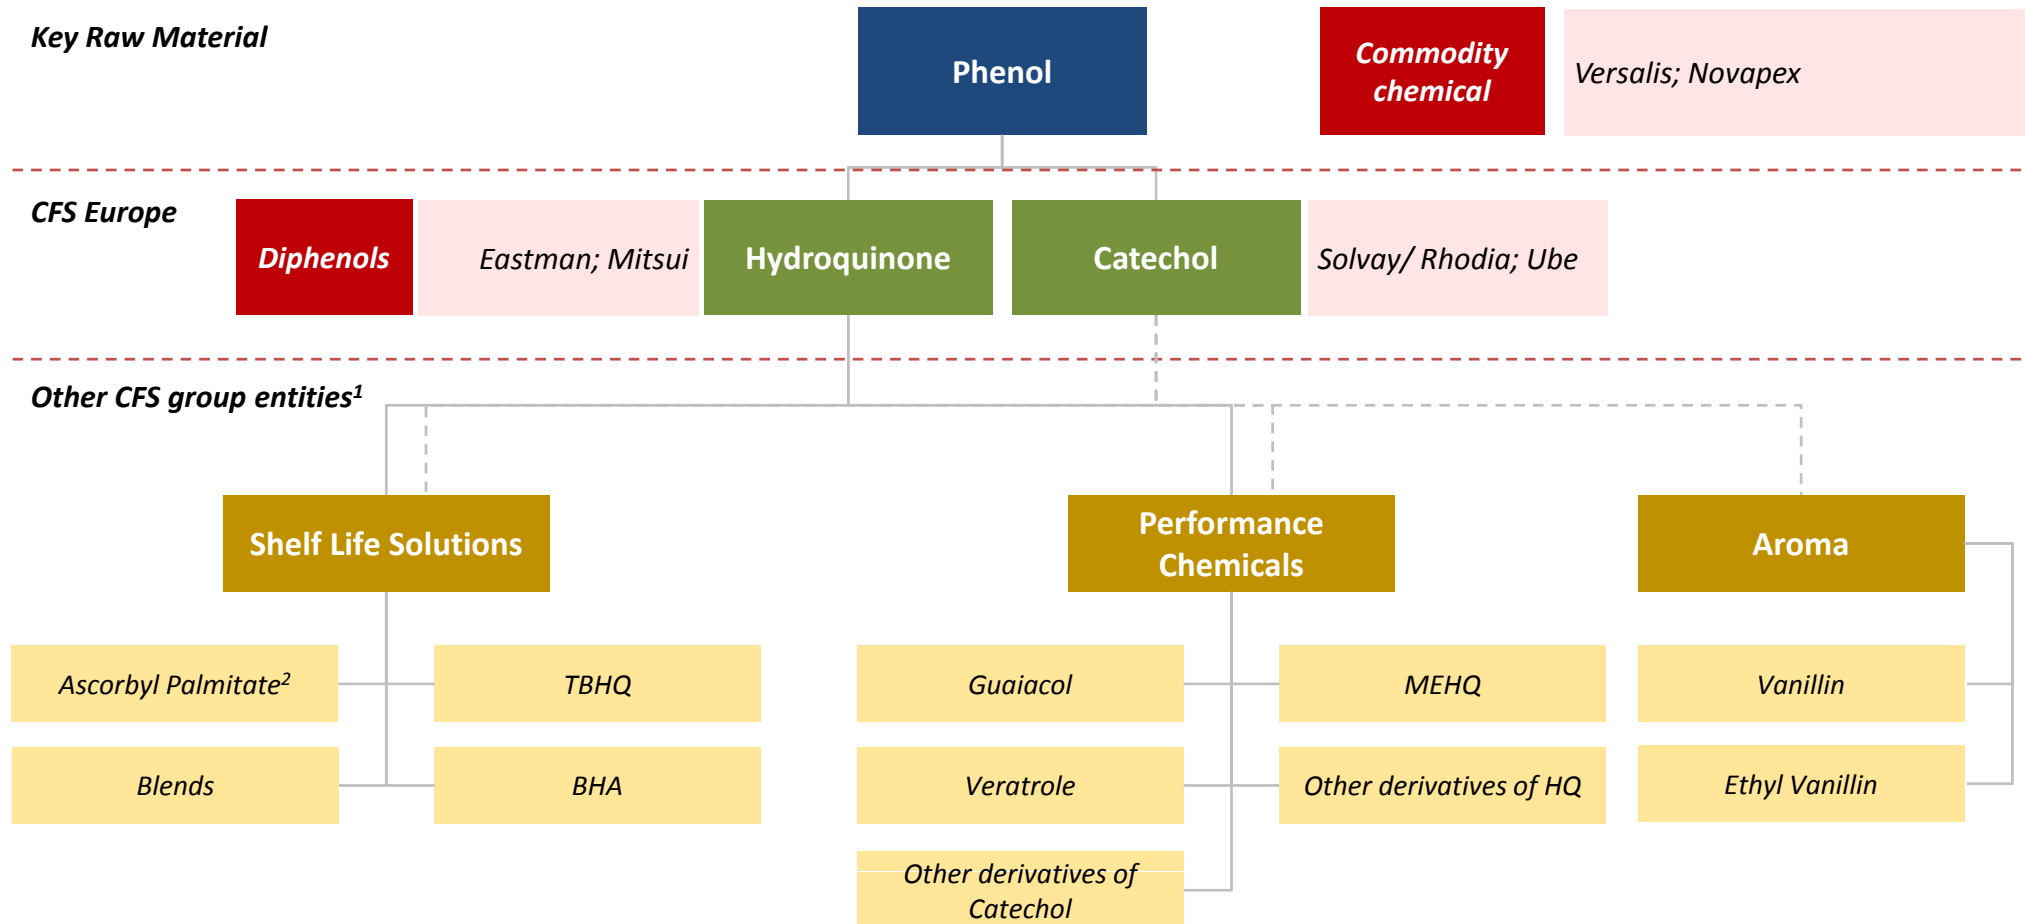 Key Raw Material
Phenol
Commodity
chemical
Versalis; Novapex
CFS Europe
Diphenols
Eastman; Mitsui
Hydroquinone
Catechol
Solvay/ Rhodia; Ube
Other CFS group entities¹
Shelf Life Solutions
Performance
Chemicals
Aroma
Ascorbyl Palmitate²
TBHQ
Guaiacol
MEHQ
Vanillin
Blends
BHA
Veratrole
Other derivatives of HQ
Ethyl Vanillin
Other derivatives of
Catechol